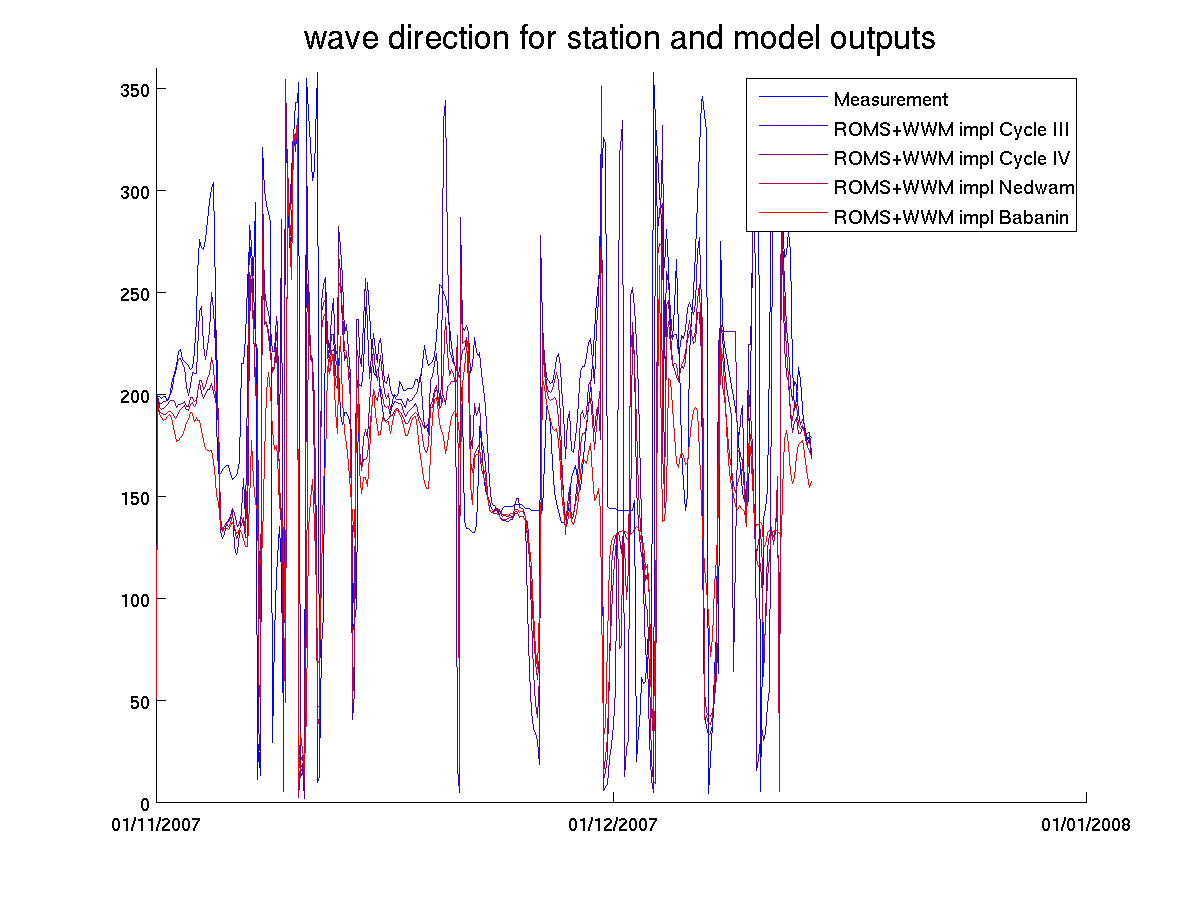 wave direction for station and model outputs
350
300
250
200
150
100
50
0
01/11/2007
01/12/2007
01/01/2008
Measurement
ROMS+WWM impl Cycle III
ROMS+WWM impl Cycle IV
ROMS+WWM impl Nedwam
ROMS+WWM impl Babanin